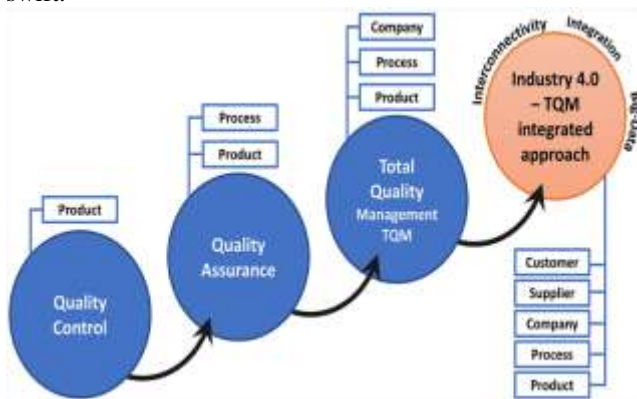 Product
Quality
Control
Process
Product
Quality
Assurance
Company
Process
Product
Total
Quality
Management
TQM
Interconnectivity
Integration
Big-Data
Industry 4.0
– TQM
integrated
approach
Customer
Supplier
Company
Process
Product